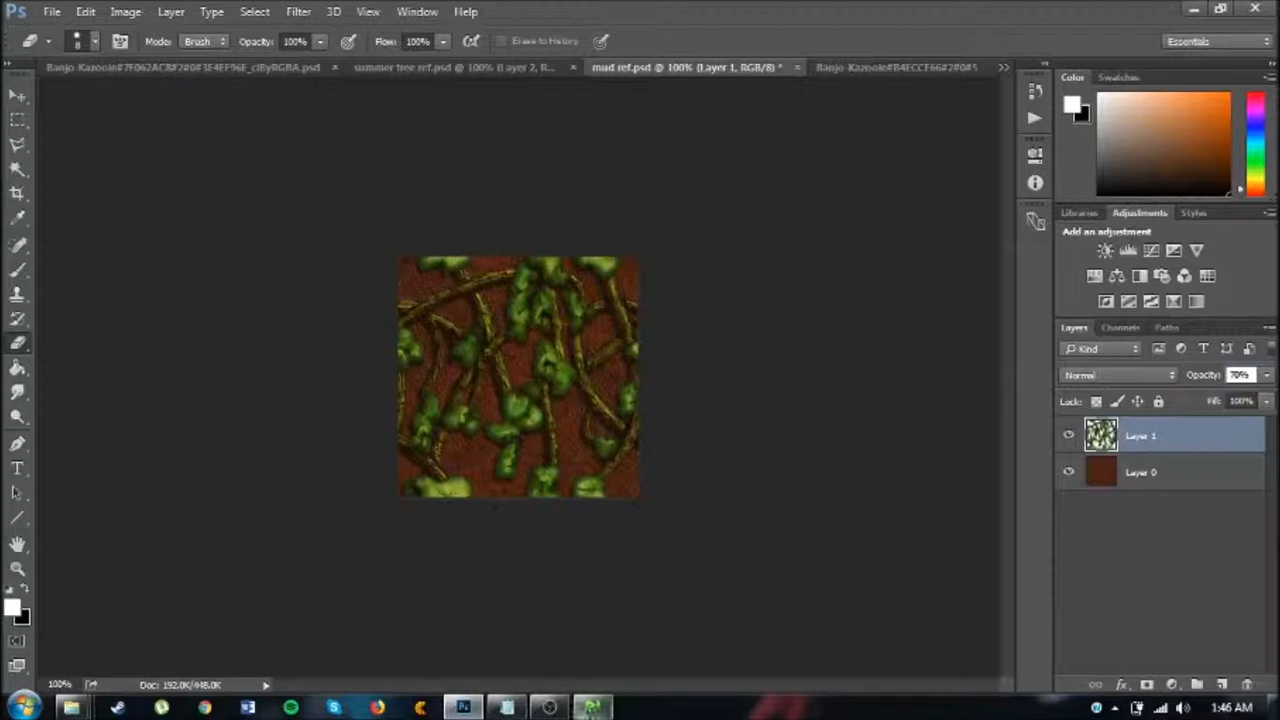 Ps File Edit Image Layer Type Select Filter 3D View Window Help
8 Mode: Brush Opacity: 100% Flow: 100% Erase to History Essentials
summer tree ref.psd @ 100% (Layer 2, R... × mud ref.psd @ 100% (Layer 1, RGB/8) * ×
Color Swatches
Libraries Adjustments Styles
Add an adjustment
Layers Channels Paths
Kind
Normal Opacity: 70%
Lock: Fill: 100%
Layer 1
Layer 0
100% Doc: 192.0K/448.0K
1:46 AM